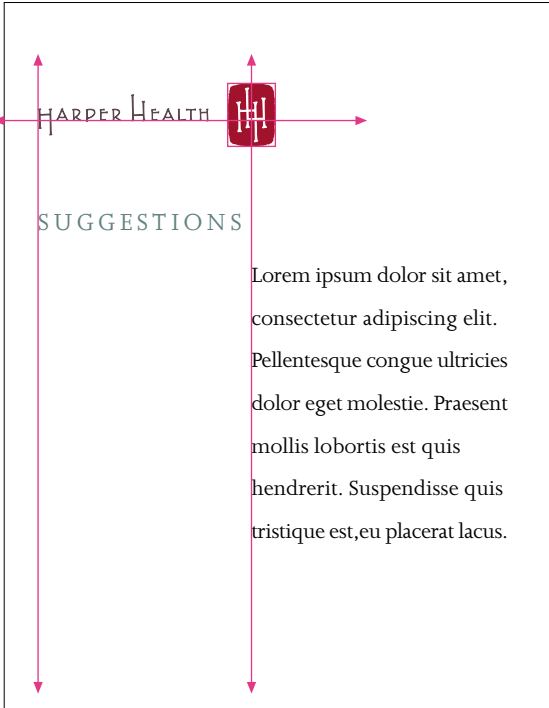 HARPER HEALTH HH
SUGGESTIONS
Lorem ipsum dolor sit amet,
consectetur adipiscing elit.
Pellentesque congue ultricies
dolor eget molestie. Praesent
mollis lobortis est quis
hendrerit. Suspendisse quis
tristique est,eu placerat lacus.